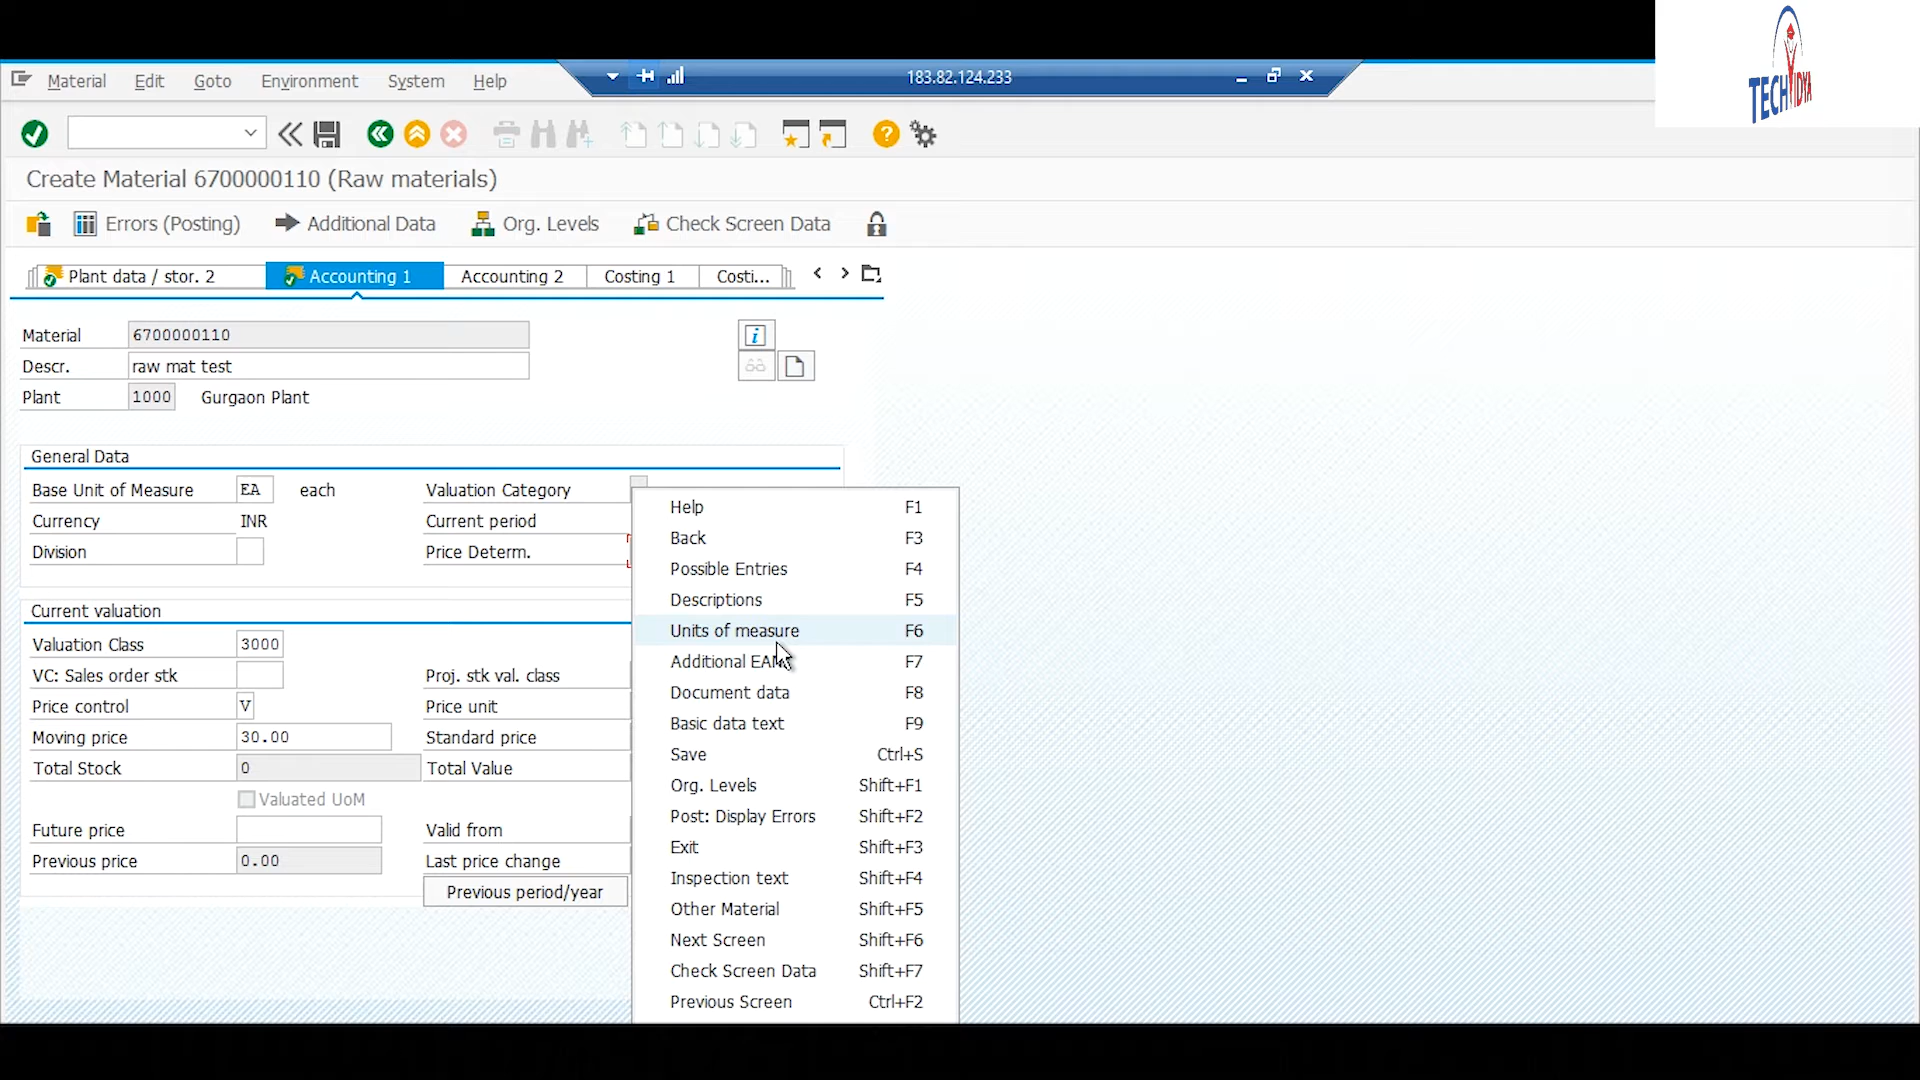 TECHVIDYA
183.82.124.233
Material Edit Goto Environment System Help
Create Material 6700000110 (Raw materials)
Errors (Posting) Additional Data Org. Levels Check Screen Data
Plant data / stor. 2 Accounting 1 Accounting 2 Costing 1 Costi...
Material 6700000110
Descr. raw mat test
Plant 1000 Gurgaon Plant
General Data
Base Unit of Measure EA each Valuation Category
Currency INR Current period
Division Price Determ.
Current valuation
Valuation Class 3000
VC: Sales order stk Proj. stk val. class
Price control V Price unit
Moving price 30.00 Standard price
Total Stock 0 Total Value
Valuated UoM
Future price Valid from
Previous price 0.00 Last price change
Previous period/year
Help F1
Back F3
Possible Entries F4
Descriptions F5
Units of measure F6
Additional F7
Document data F8
Basic data text F9
Save Ctrl+S
Org. Levels Shift+F1
Post: Display Errors Shift+F2
Exit Shift+F3
Inspection text Shift+F4
Other Material Shift+F5
Next Screen Shift+F6
Check Screen Data Shift+F7
Previous Screen Ctrl+F2